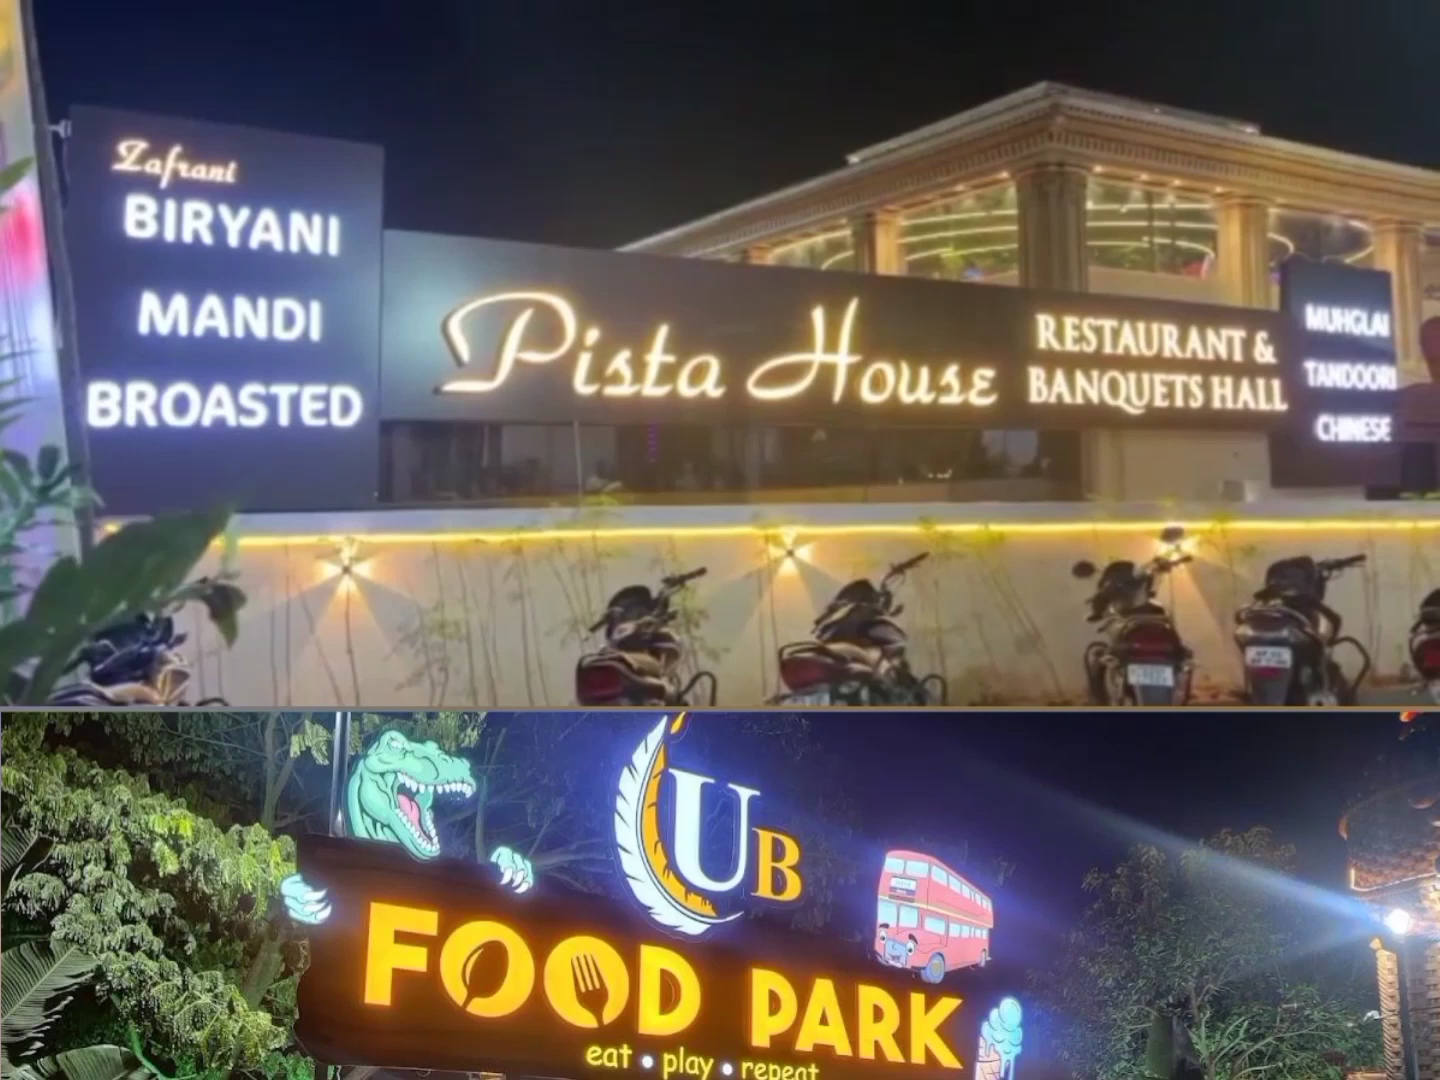 Zafrani
BIRYANI
MANDI
BROASTED
Pista House
RESTAURANT &
BANQUETS HALL
MUHGLAI
TANDOORI
CHINESE
UB
FOOD PARK
eat • play • repeat